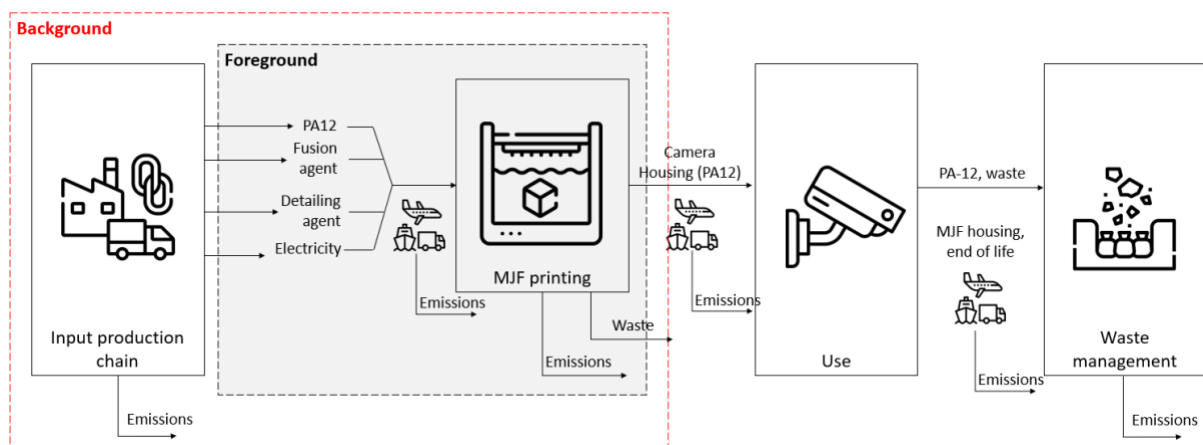 Background
Foreground
PA12
Fusion
agent
Detailing
agent
Electricity
Emissions
MJF printing
Waste
Emissions
Input production
chain
Emissions
Camera
Housing (PA12)
Emissions
Use
PA-12, waste
MJF housing,
end of life
Emissions
Waste
management
Emissions